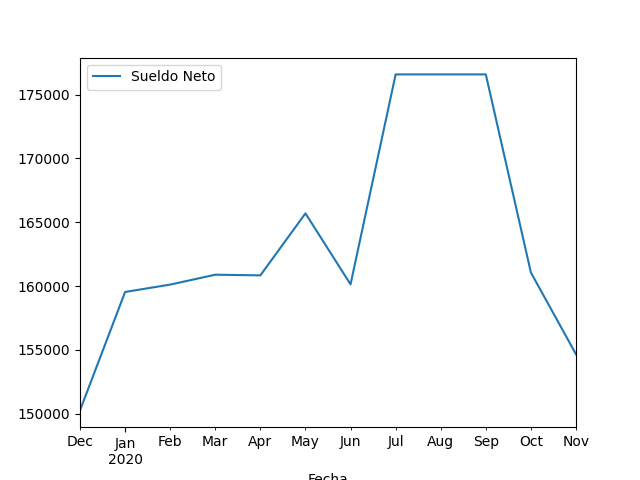 Sueldo Neto
175000
170000
165000
160000
155000
150000
Dec Jan Feb Mar Apr May Jun Jul Aug Sep Oct Nov
2020
Fecha